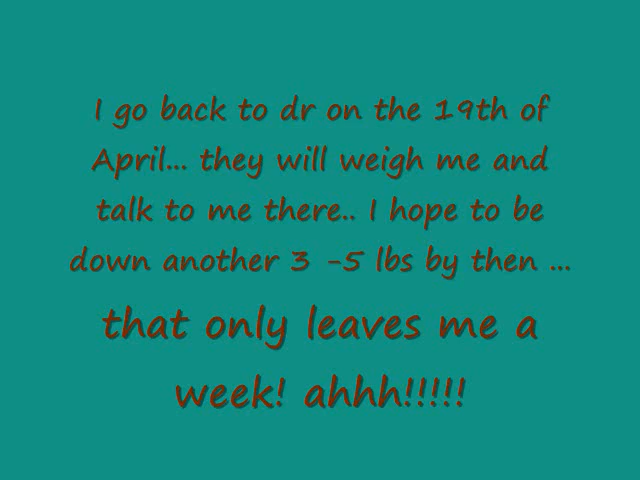 I go back to dr on the 19th of
April... they will weigh me and
talk to me there.. I hope to be
down another 3 -5 lbs by then ...
that only leaves me a
week! ahhh!!!!!